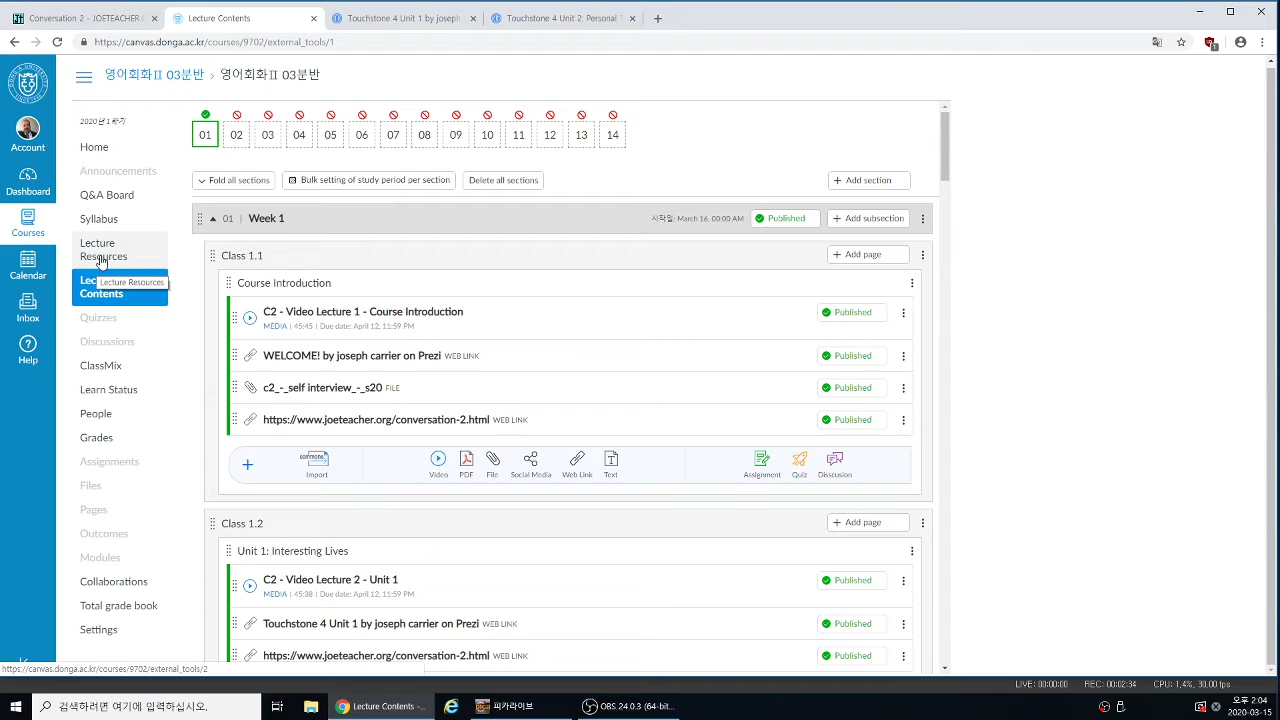 Conversation 2 - JOETEACHER.O
Lecture Contents
Touchstone 4 Unit 1 by joseph
Touchstone 4 Unit 2: Personal T
https://canvas.donga.ac.kr/courses/9702/external_tools/1
영어회화Ⅱ 03분반 › 영어회화Ⅱ 03분반
Account
Dashboard
Courses
Calendar
Inbox
Help
2020년 1학기
Home
Announcements
Q&A Board
Syllabus
Lecture
Resources
Lec
Contents
Lecture Resources
Quizzes
Discussions
ClassMix
Learn Status
People
Grades
Assignments
Files
Pages
Outcomes
Modules
Collaborations
Total grade book
Settings
01 02 03 04 05 06 07 08 09 10 11 12 13 14
Fold all sections Bulk setting of study period per section Delete all sections + Add section
01 | Week 1 시작일: March 16, 00:00 AM Published + Add subsection
Class 1.1 + Add page
Course Introduction
C2 - Video Lecture 1 - Course Introduction Published
MEDIA | 45:45 | Due date: April 12, 11:59 PM
WELCOME! by joseph carrier on Prezi WEB LINK Published
c2_-_self interview_-_s20 FILE Published
https://www.joeteacher.org/conversation-2.html WEB LINK Published
commons
Import Video PDF File Social Media Web Link Text Assignment Quiz Disscusion
Class 1.2 + Add page
Unit 1: Interesting Lives
C2 - Video Lecture 2 - Unit 1 Published
MEDIA | 45:38 | Due date: April 12, 11:59 PM
Touchstone 4 Unit 1 by joseph carrier on Prezi WEB LINK Published
https://www.joeteacher.org/conversation-2.html WEB LINK Published
https://canvas.donga.ac.kr/courses/9702/external_tools/2
LIVE: 00:00:00 REC: 00:02:34 CPU: 1.4%, 30.00 fps
검색하려면 여기에 입력하십시오.
Lecture Contents -...
피카라이브
OBS 24.0.3 (64-bit...
오후 2:04
2020-03-15